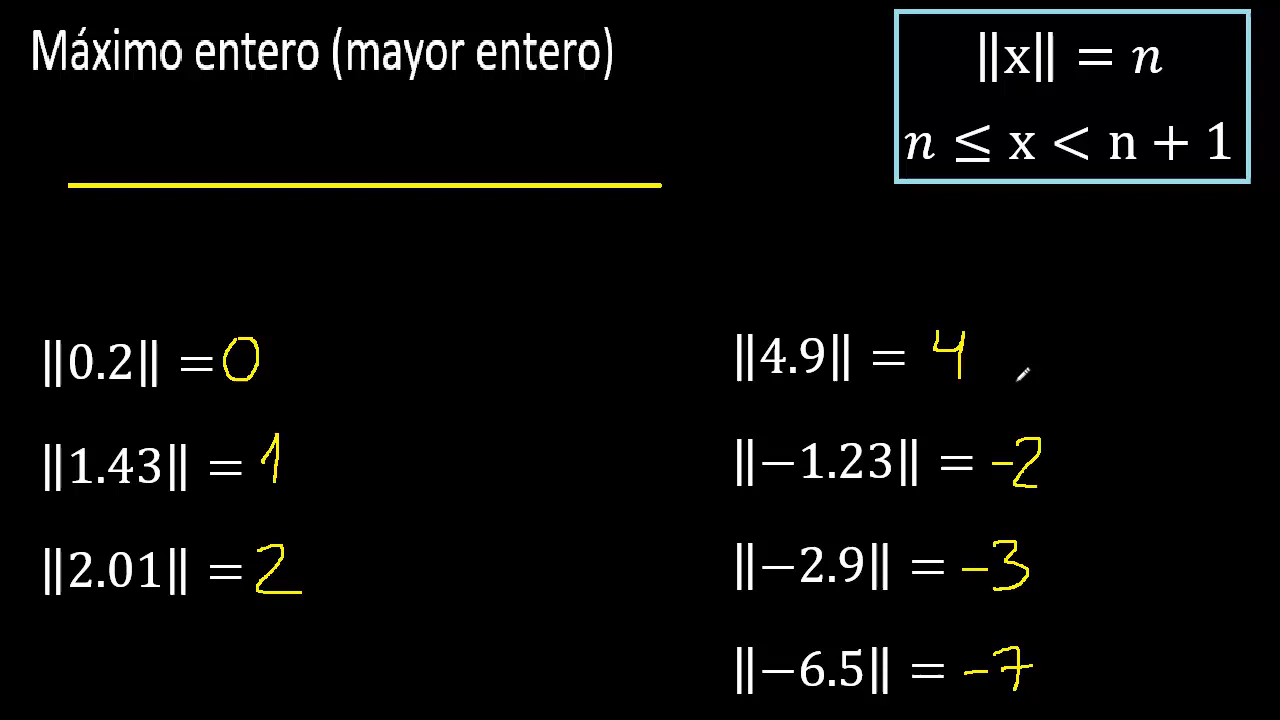 Máximo entero (mayor entero)
‖x‖ = n
n ≤ x < n + 1
‖0.2‖ = 0
‖1.43‖ = 1
‖2.01‖ = 2
‖4.9‖ = 4
‖−1.23‖ = -2
‖−2.9‖ = -3
‖−6.5‖ = -7